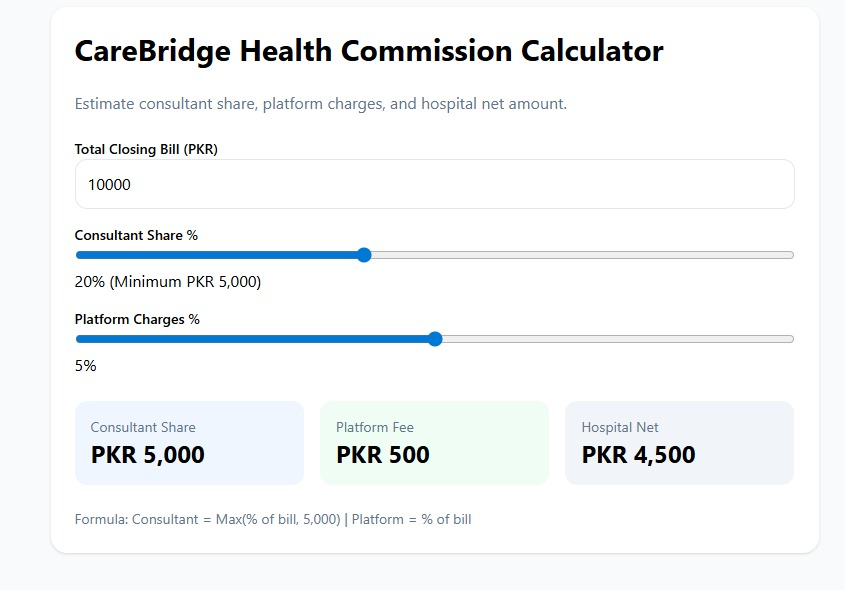 CareBridge Health Commission Calculator
Estimate consultant share, platform charges, and hospital net amount.
Total Closing Bill (PKR)
10000
Consultant Share %
20% (Minimum PKR 5,000)
Platform Charges %
5%
Consultant Share
PKR 5,000
Platform Fee
PKR 500
Hospital Net
PKR 4,500
Formula: Consultant = Max(% of bill, 5,000) | Platform = % of bill